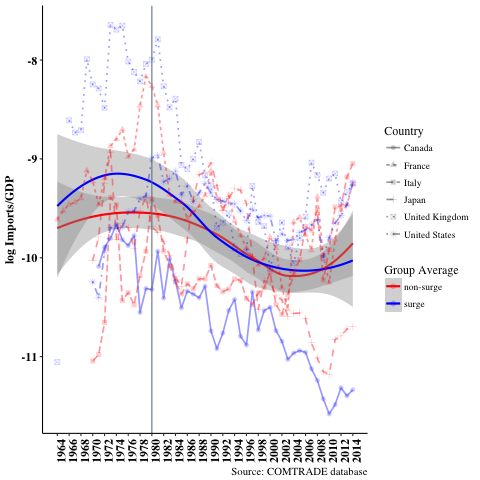 log Imports/GDP
-8
-9
-10
-11
1964
1966
1968
1970
1972
1974
1976
1978
1980
1982
1984
1986
1988
1990
1992
1994
1996
1998
2000
2002
2004
2006
2008
2010
2012
2014
Source: COMTRADE database
Country
Canada
France
Italy
Japan
United Kingdom
United States
Group Average
non-surge
surge